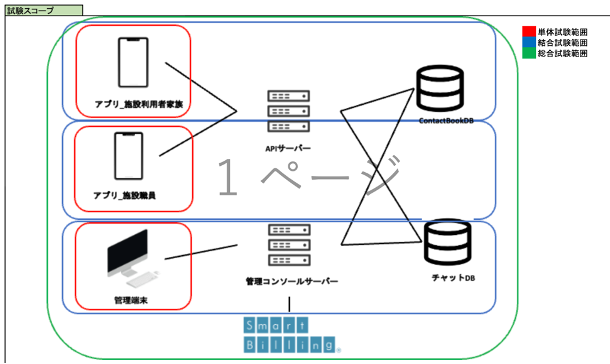 試験スコープ
単体試験範囲
結合試験範囲
総合試験範囲
アプリ_施設利用者家族
ContactBookDB
APIサーバー
1 ページ
アプリ_施設職員
管理端末
管理コンソールサーバー
チャットDB
Smart
Billing®